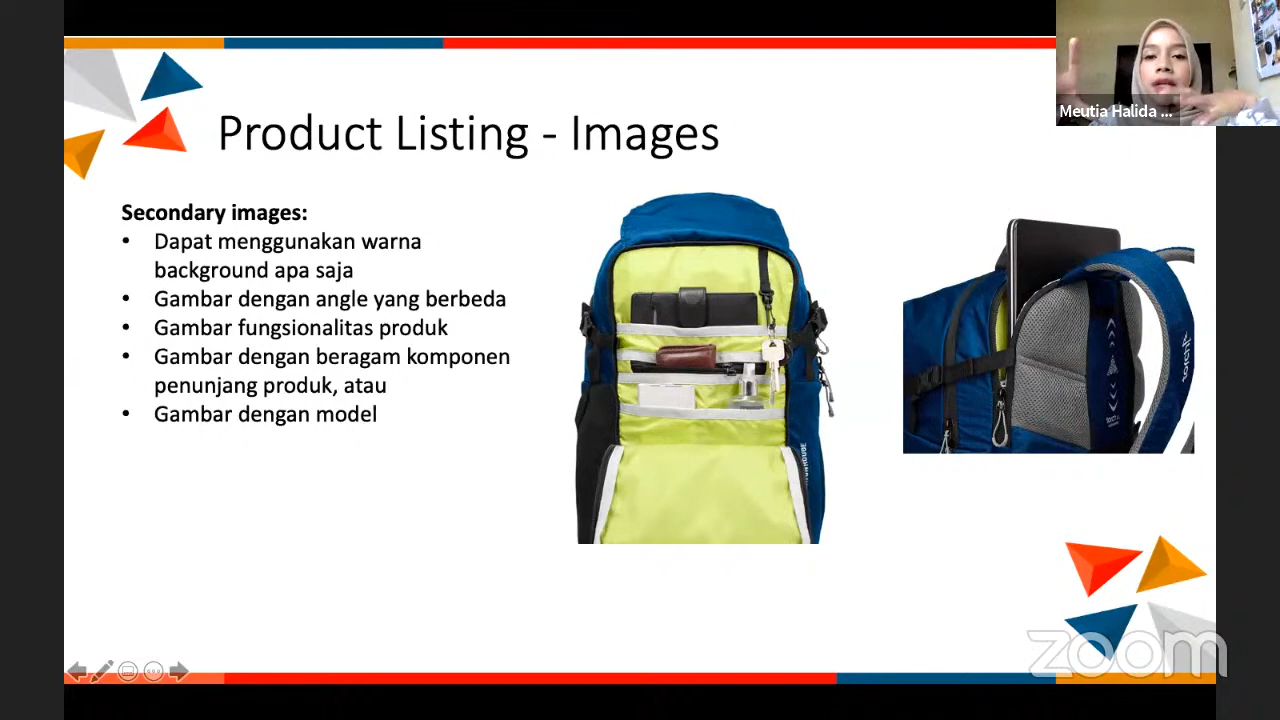 Meutia Halida ...
Product Listing - Images
Secondary images:
• Dapat menggunakan warna
background apa saja
• Gambar dengan angle yang berbeda
• Gambar fungsionalitas produk
• Gambar dengan beragam komponen
penunjang produk, atau
• Gambar dengan model
torch
zoom